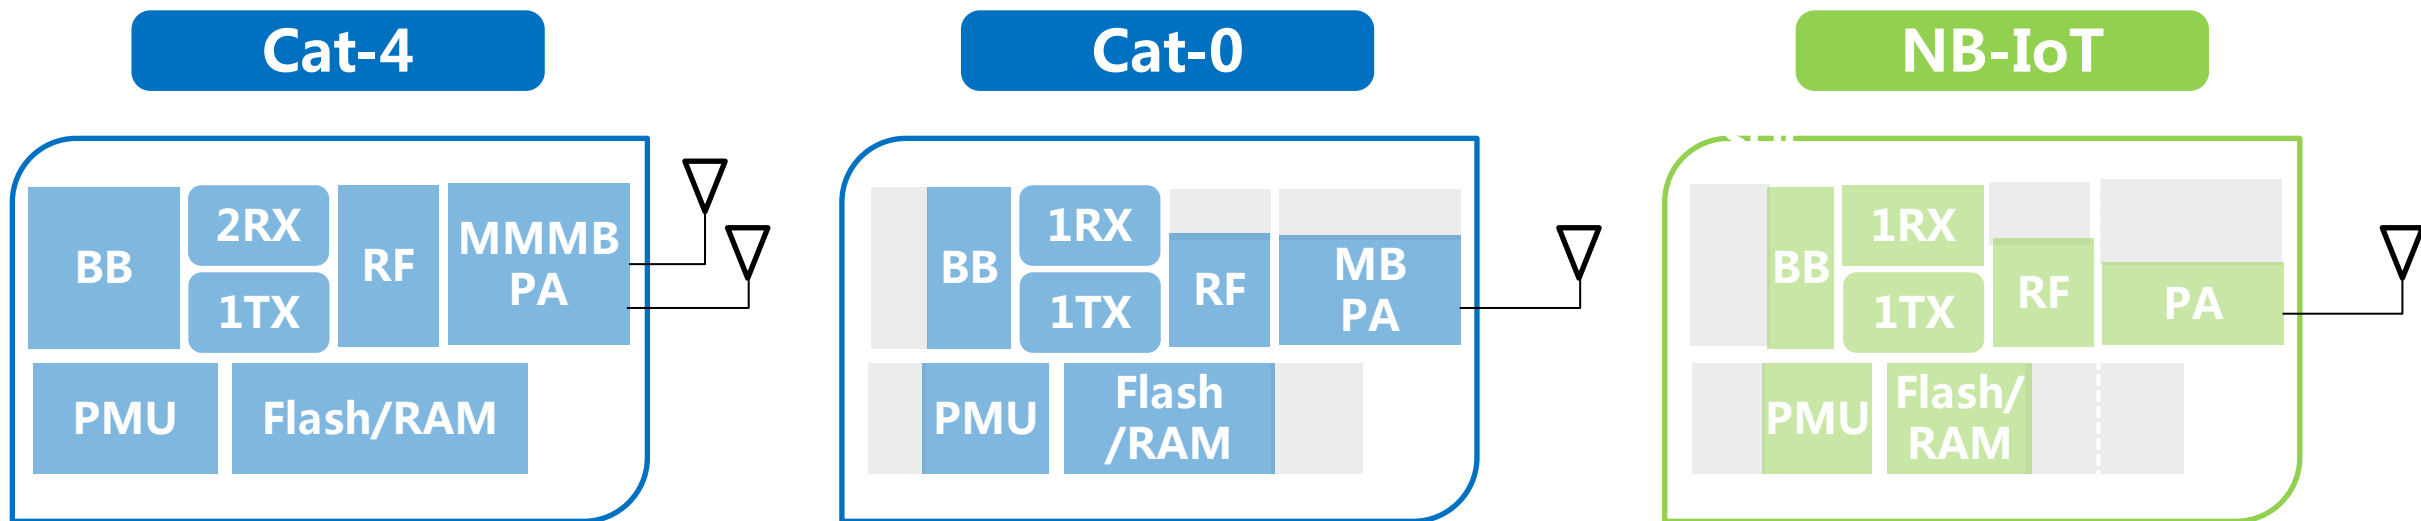 Cat-4
Cat-0
NB-IoT
BB
2RX
1TX
RF
MMMB
PA
PMU
Flash/RAM
BB
1RX
1TX
RF
MB
PA
PMU
Flash
/RAM
BB
1RX
1TX
RF
PA
PMU
Flash/
RAM